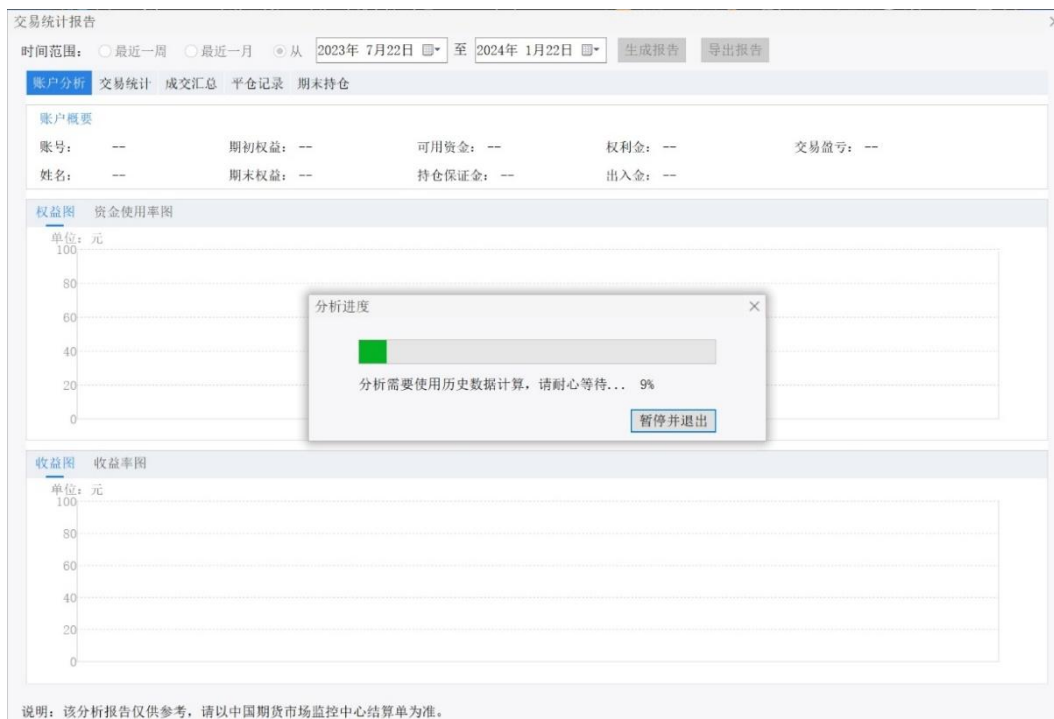 交易统计报告
时间范围: 最近一周 最近一月 从 2023年 7月22日 至 2024年 1月22日 生成报告 导出报告
账户分析 交易统计 成交汇总 平仓记录 期末持仓
账户概要
账号: -- 期初权益: -- 可用资金: -- 权利金: -- 交易盈亏: --
姓名: -- 期末权益: -- 持仓保证金: -- 出入金: --
权益图 资金使用率图
单位: 元
100
80
60
40
20
0
分析进度
分析需要使用历史数据计算,请耐心等待... 9%
暂停并退出
收益图 收益率图
单位: 元
100
80
60
40
20
0
说明: 该分析报告仅供参考,请以中国期货市场监控中心结算单为准。